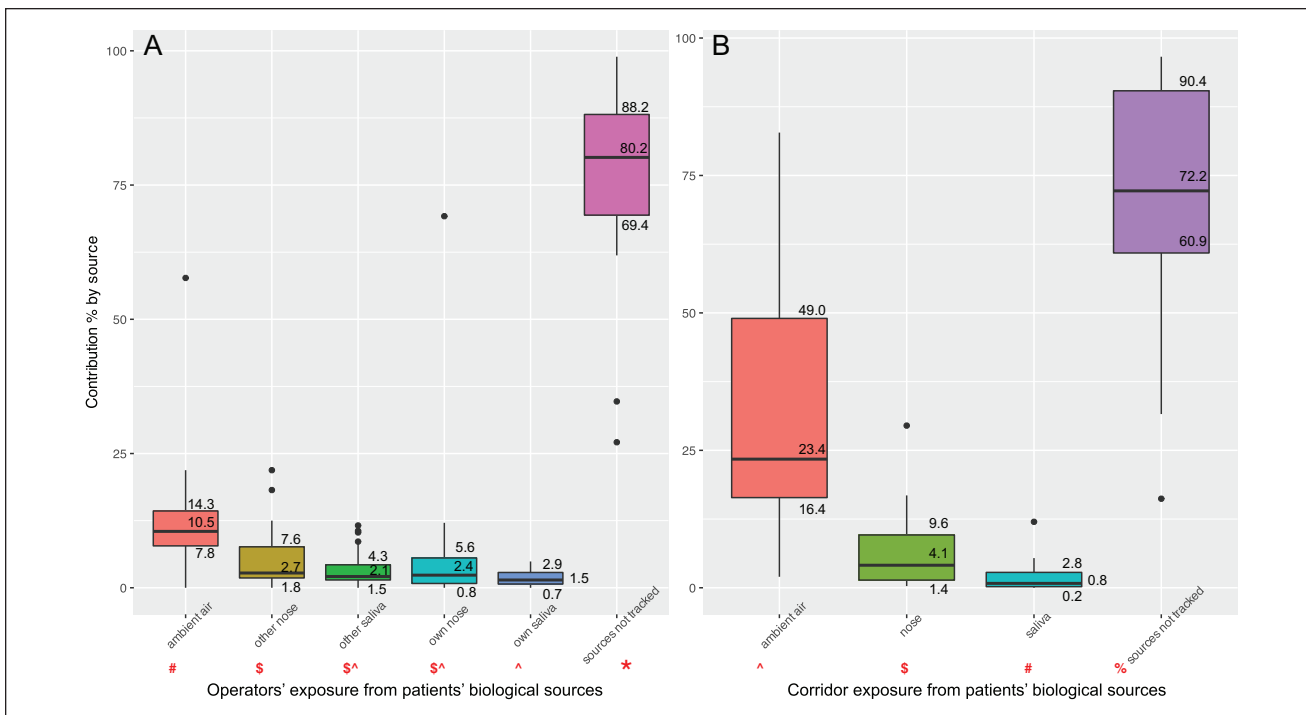 A
B
Contribution % by source
100
75
50
25
0
14.3
10.5
7.8
7.6
2.7
1.8
4.3
2.1
1.5
5.6
2.4
0.8
2.9
1.5
0.7
88.2
80.2
69.4
ambient air
other nose
other saliva
own nose
own saliva
sources not tracked
# $ $^ $^ ^ *
Operators' exposure from patients' biological sources
100
75
50
25
0
49.0
23.4
16.4
9.6
4.1
1.4
2.8
0.8
0.2
90.4
72.2
60.9
ambient air
nose
saliva
sources not tracked
^ $ # %
Corridor exposure from patients' biological sources